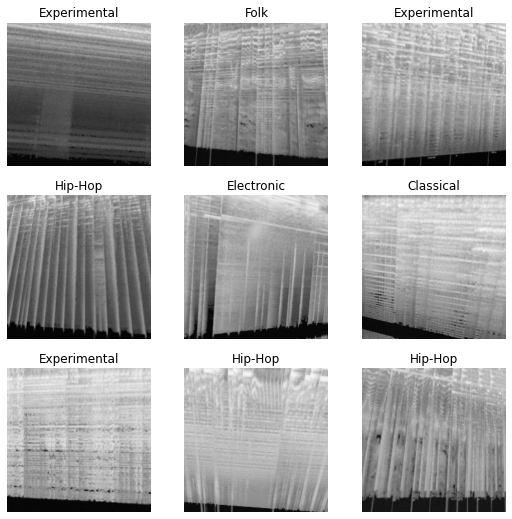 Experimental
Folk
Experimental
Hip-Hop
Electronic
Classical
Experimental
Hip-Hop
Hip-Hop